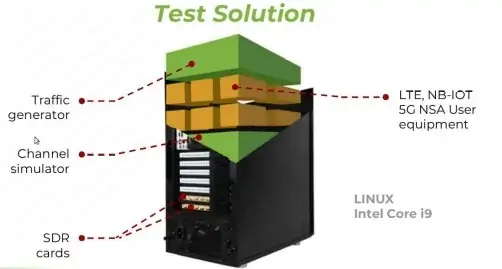 Test Solution
Traffic
generator
Channel
simulator
SDR
cards
LTE, NB-IOT
5G NSA User
equipment
LINUX
Intel Core i9